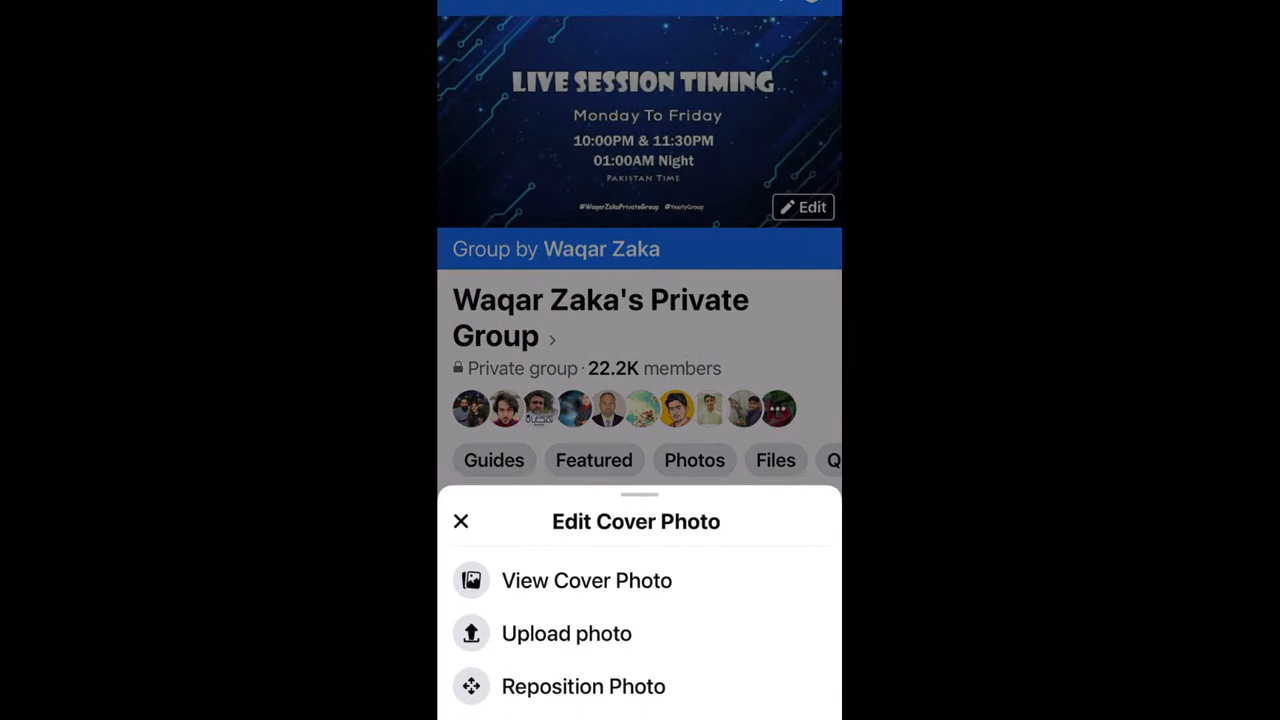 LIVE SESSION TIMING
Monday To Friday
10:00PM & 11:30PM
01:00AM Night
PAKISTAN TIME
#WaqarZakaPrivateGroup #YearlyGroup
Edit
Group by Waqar Zaka
Waqar Zaka's Private
Group
Private group · 22.2K members
Guides Featured Photos Files Q
Edit Cover Photo
View Cover Photo
Upload photo
Reposition Photo